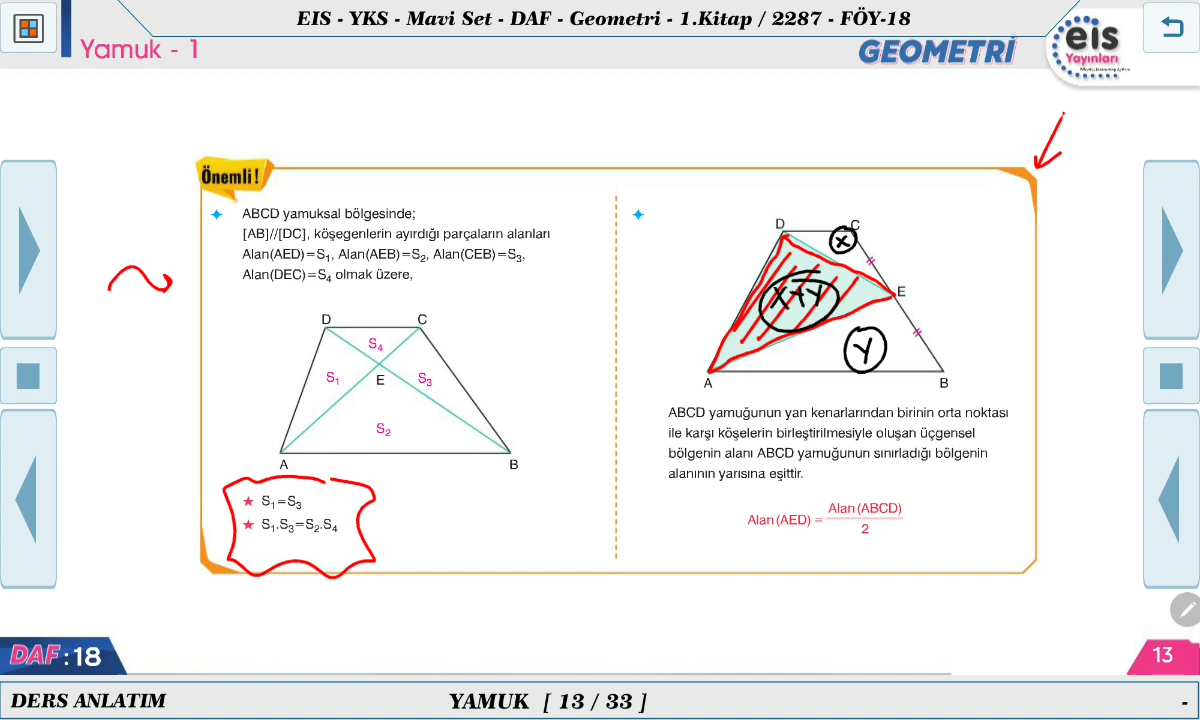 EIS - YKS - Mavi Set - DAF - Geometri - 1.Kitap / 2287 - FÖY-18
Yamuk - 1
GEOMETRİ
eis
Yayınları
Önemli!
ABCD yamuksal bölgesinde;
[AB]//[DC], köşegenlerin ayırdığı parçaların alanları
Alan(AED)=S₁, Alan(AEB)=S₂, Alan(CEB)=S₃,
Alan(DEC)=S₄ olmak üzere,
D C
S₄
S₁ E S₃
S₂
A B
★ S₁=S₃
★ S₁.S₃=S₂.S₄
D C
X
E
X+Y
Y
A B
ABCD yamuğunun yan kenarlarından birinin orta noktası
ile karşı köşelerin birleştirilmesiyle oluşan üçgensel
bölgenin alanı ABCD yamuğunun sınırladığı bölgenin
alanının yarısına eşittir.
Alan(AED) = Alan(ABCD)
2
DAF:18
13
DERS ANLATIM
YAMUK [ 13 / 33 ]
-